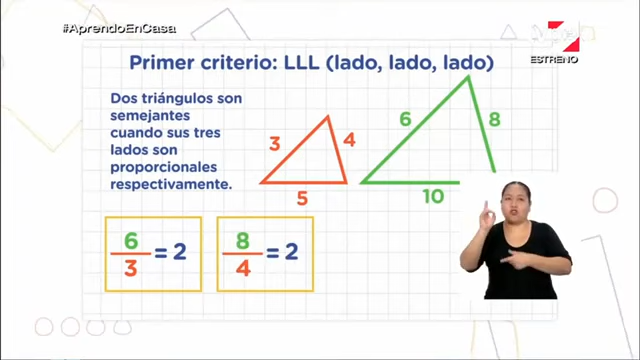 #AprendoEnCasa
ESTRENO
Primer criterio: LLL (lado, lado, lado)
Dos triángulos son
semejantes
cuando sus tres
lados son
proporcionales
respectivamente.
3
4
5
6
8
10
6/3 = 2
8/4 = 2